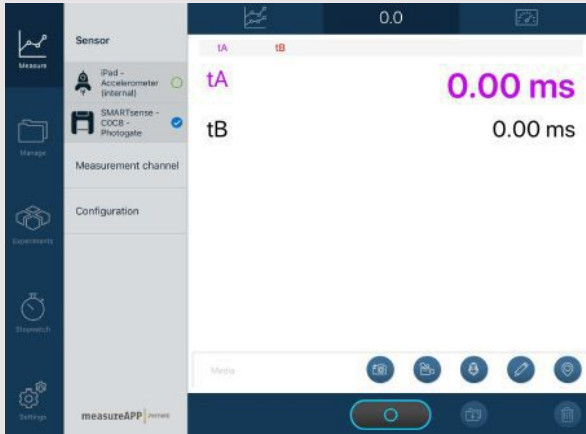 0.0
Measure
Sensor
tA tB
iPad -
Accelerometer
(internal)
tA 0.00 ms
SMARTsense -
C0CB -
Photogate
tB 0.00 ms
Manage
Measurement channel
Configuration
Experiments
Stopwatch
Media
Settings
measureAPP